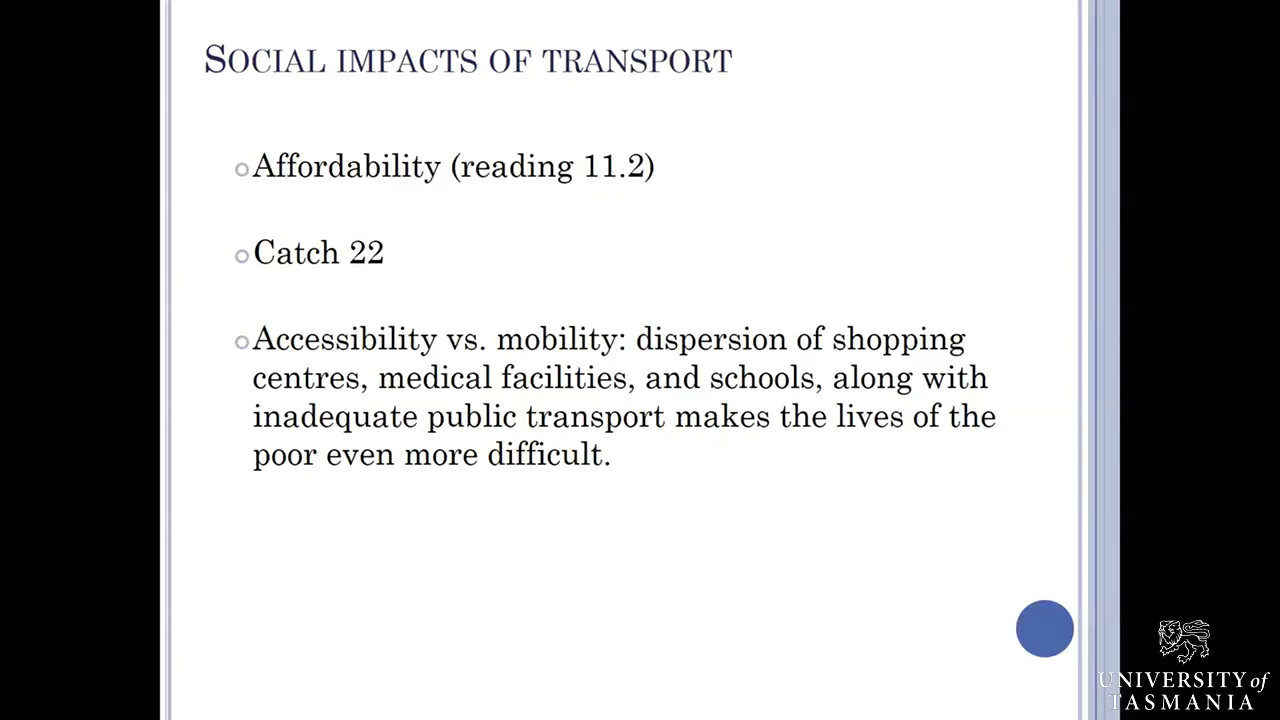 SOCIAL IMPACTS OF TRANSPORT
Affordability (reading 11.2)
Catch 22
Accessibility vs. mobility: dispersion of shopping
centres, medical facilities, and schools, along with
inadequate public transport makes the lives of the
poor even more difficult.
UNIVERSITY of
TASMANIA